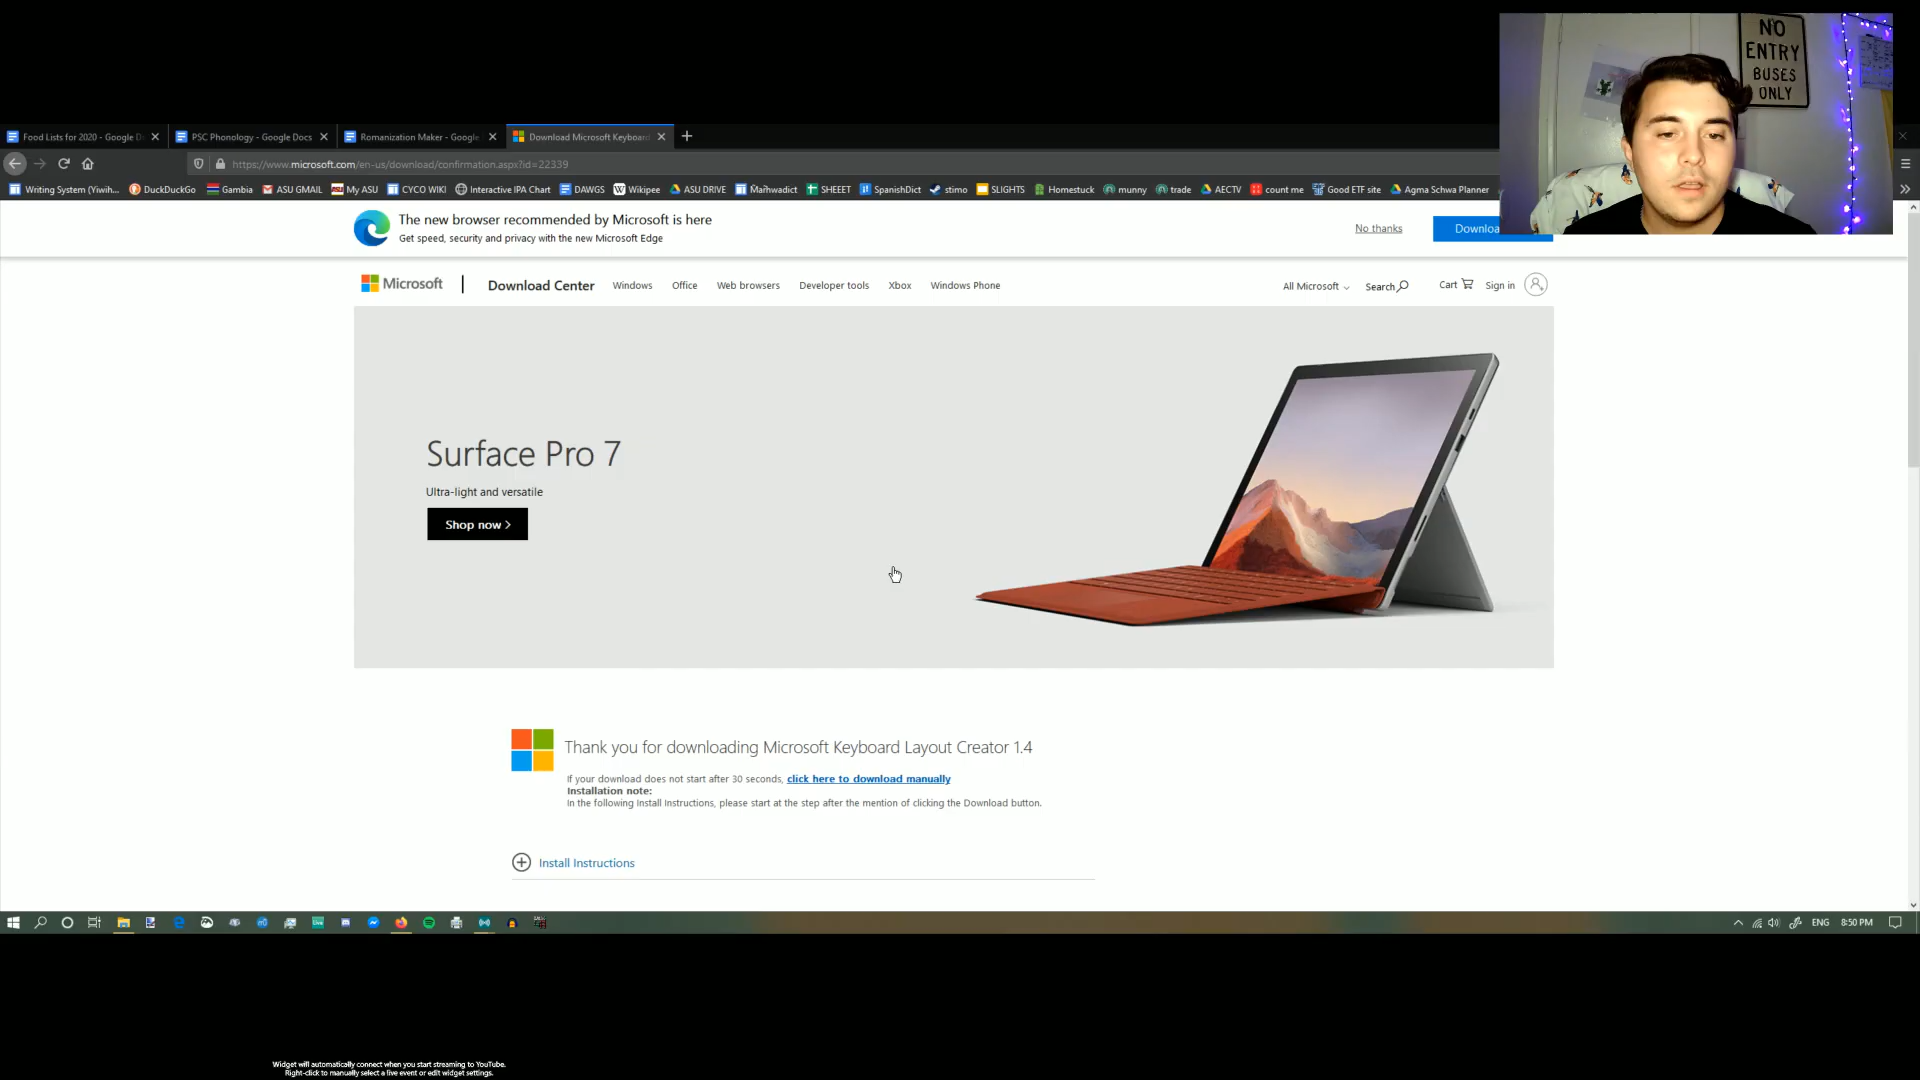 NO
ENTRY
BUSES
ONLY
Food Lists for 2020 - Google D
PSC Phonology - Google Docs
Romanization Maker - Google
Download Microsoft Keyboard
https://www.microsoft.com/en-us/download/confirmation.aspx?id=22339
Writing System (Yiwih... DuckDuckGo Gambia ASU GMAIL My ASU CYCO WIKI Interactive IPA Chart DAWGS Wikipee ASU DRIVE SHEEET SpanishDict stimo SLIGHTS Homestuck munny trade AECTV count me Good ETF site Agma Schwa Planner
The new browser recommended by Microsoft is here
Get speed, security and privacy with the new Microsoft Edge
No thanks
Downloa
Microsoft
Download Center Windows Office Web browsers Developer tools Xbox Windows Phone
All Microsoft Search Cart Sign in
Surface Pro 7
Ultra-light and versatile
Shop now >
Thank you for downloading Microsoft Keyboard Layout Creator 1.4
If your download does not start after 30 seconds, click here to download manually
Installation note:
In the following Install Instructions, please start at the step after the mention of clicking the Download button.
Install Instructions
ENG 8:50 PM
Widget will automatically connect when you start streaming to YouTube.
Right-click to manually select a live event or edit widget settings.